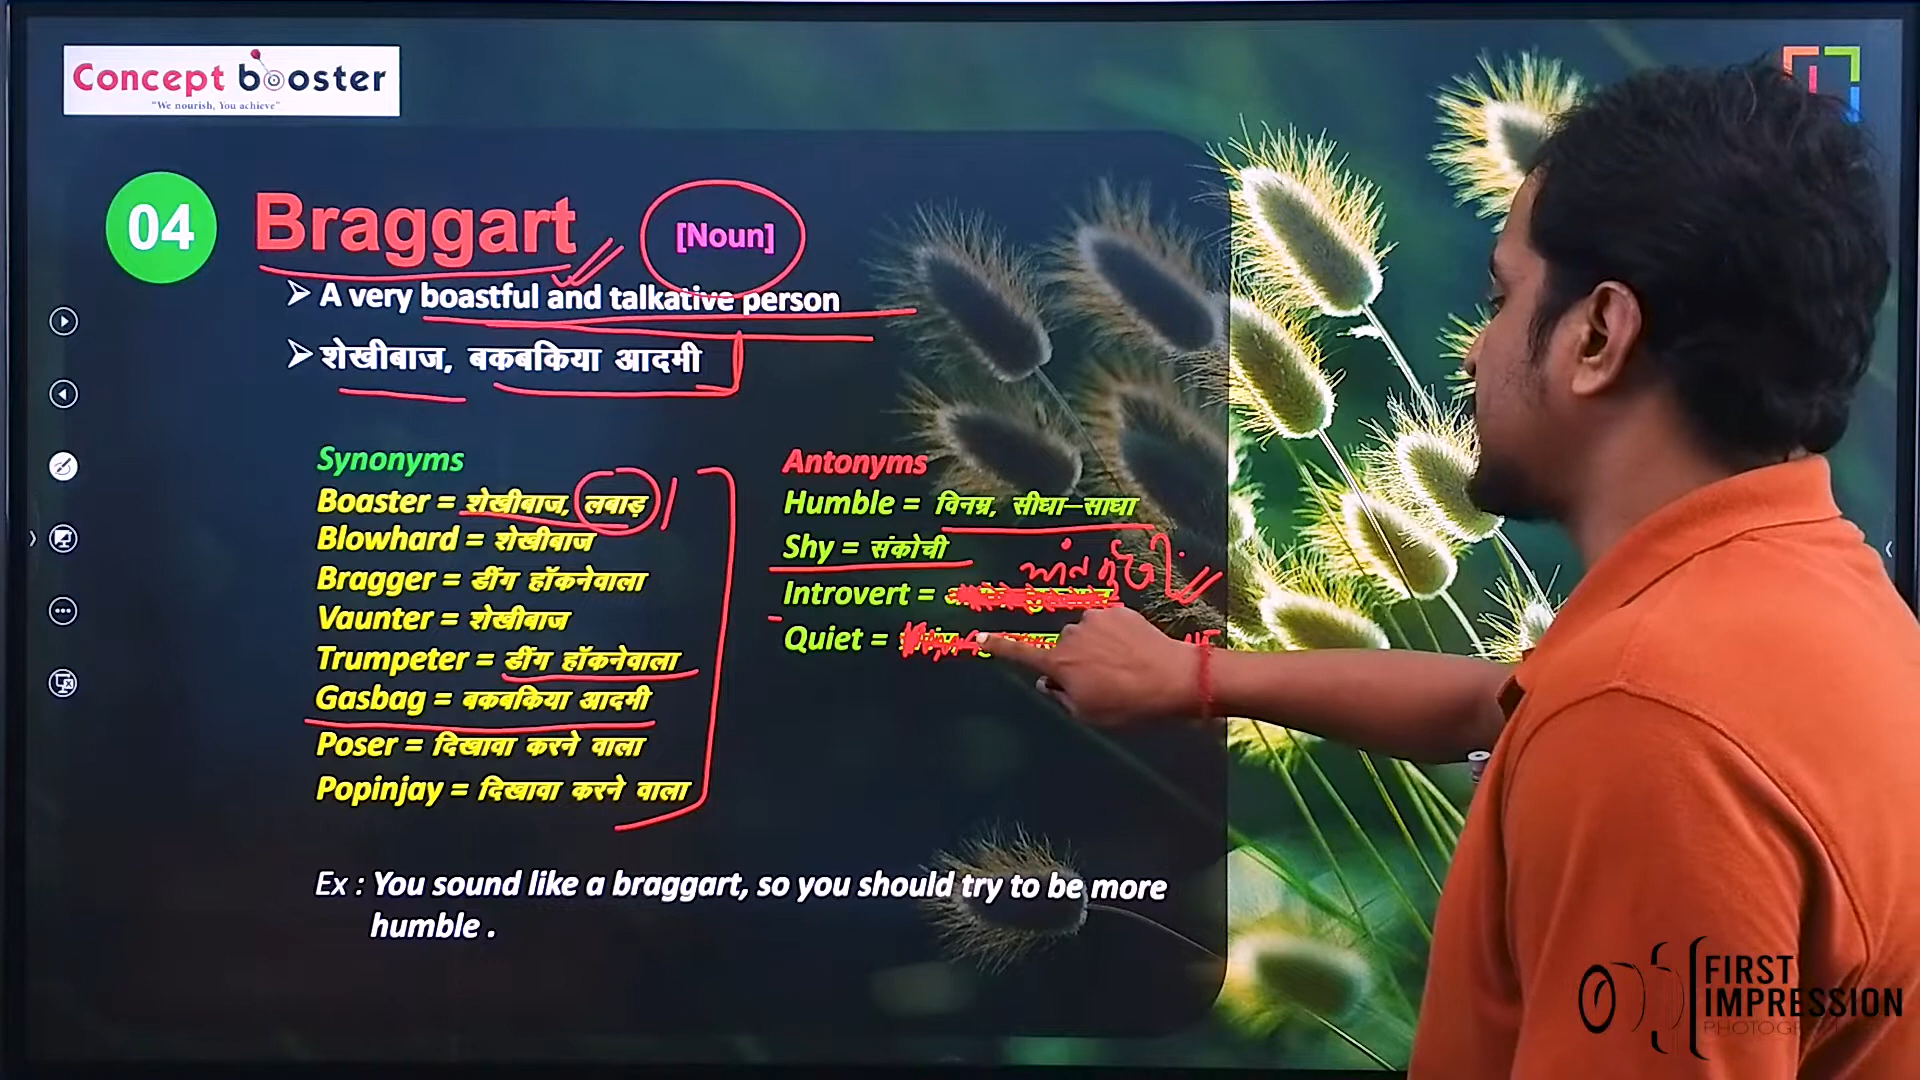 Concept booster
"We nourish, You achieve"
04
Braggart [Noun]
A very boastful and talkative person
शेखीबाज, बकबकिया आदमी
Synonyms
Boaster = शेखीबाज, लबाड़
Blowhard = शेखीबाज
Bragger = डींग हॉकनेवाला
Vaunter = शेखीबाज
Trumpeter = डींग हॉकनेवाला
Gasbag = बकबकिया आदमी
Poser = दिखावा करने वाला
Popinjay = दिखावा करने वाला
Antonyms
Humble = विनम्र, सीधा–साधा
Shy = संकोची
Introvert =
Quiet =
Ex : You sound like a braggart, so you should try to be more
humble .
FIRST
IMPRESSION